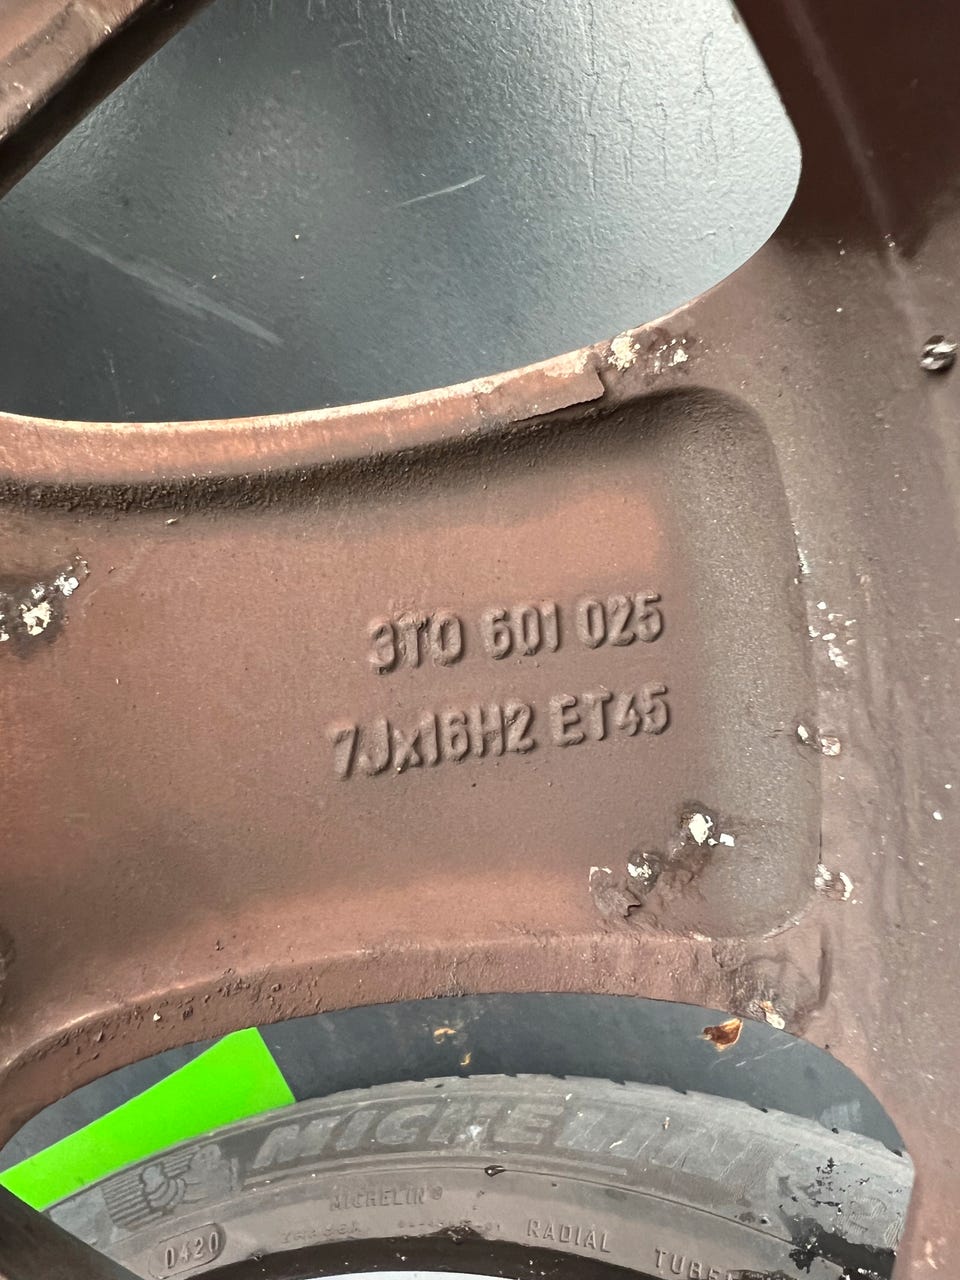 3T0 601 025
7Jx16H2 ET45
MICHELIN
MICHELIN®
RADIAL
0420